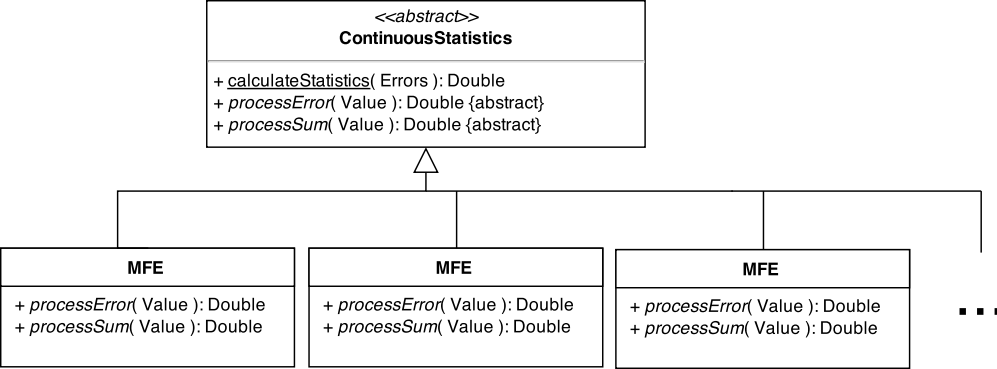 <<abstract>>
ContinuousStatistics
+ calculateStatistics( Errors ): Double
+ processError( Value ): Double {abstract}
+ processSum( Value ): Double {abstract}
MFE
+ processError( Value ): Double
+ processSum( Value ): Double
MFE
+ processError( Value ): Double
+ processSum( Value ): Double
MFE
+ processError( Value ): Double
+ processSum( Value ): Double
...